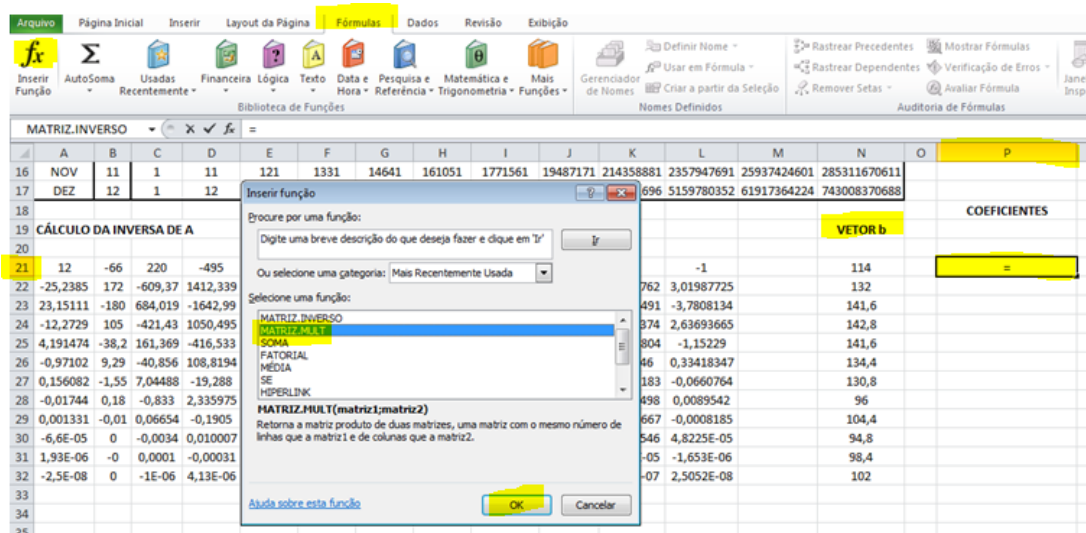 Arquivo Página Inicial Inserir Layout da Página Fórmulas Dados Revisão Exibição
fx Inserir Função
Σ AutoSoma
Usadas Recentemente
Financeira
? Lógica
A Texto
Data e Hora
Pesquisa e Referência
θ Matemática e Trigonometria
Mais Funções
Biblioteca de Funções
Gerenciador de Nomes
Definir Nome
Usar em Fórmula
Criar a partir da Seleção
Nomes Definidos
Rastrear Precedentes
Rastrear Dependentes
Remover Setas
Mostrar Fórmulas
Verificação de Erros
Avaliar Fórmula
Auditoria de Fórmulas
MATRIZ.INVERSO fx =
A B C D E F G H I J K L M N O P
16 NOV 11 1 11 121 1331 14641 161051 1771561 19487171 214358881 2357947691 25937424601 285311670611
17 DEZ 12 1 12 696 5159780352 61917364224 743008370688
18 COEFICIENTES
19 CÁLCULO DA INVERSA DE A VETOR b
20
21 12 -66 220 -495 -1 114 =
22 -25,2385 172 -609,37 1412,339 762 3,01987725 132
23 23,15111 -180 684,019 -1642,99 491 -3,7808134 141,6
24 -12,2729 105 -421,43 1050,495 374 2,63693665 142,8
25 4,191474 -38,2 161,369 -416,533 804 -1,15229 141,6
26 -0,97102 9,29 -40,856 108,8194 46 0,33418347 134,4
27 0,156082 -1,55 7,04488 -19,288 183 -0,0660764 130,8
28 -0,01744 0,18 -0,833 2,335975 498 0,0089542 96
29 0,001331 -0,01 0,06654 -0,1905 667 -0,0008185 104,4
30 -6,6E-05 0 -0,0034 0,010007 546 4,8225E-05 94,8
31 1,93E-06 -0 0,0001 -0,00031 -05 -1,653E-06 98,4
32 -2,5E-08 0 -1E-06 4,13E-06 -07 2,5052E-08 102
33
34
Inserir função
Procure por uma função:
Digite uma breve descrição do que deseja fazer e clique em 'Ir'
Ir
Ou selecione uma categoria: Mais Recentemente Usada
Selecione uma função:
MATRIZ.INVERSO
MATRIZ.MULT
SOMA
FATORIAL
MÉDIA
SE
HIPERLINK
MATRIZ.MULT(matriz1;matriz2)
Retorna a matriz produto de duas matrizes, uma matriz com o mesmo número de
linhas que a matriz1 e de colunas que a matriz2.
Ajuda sobre esta função
OK Cancelar